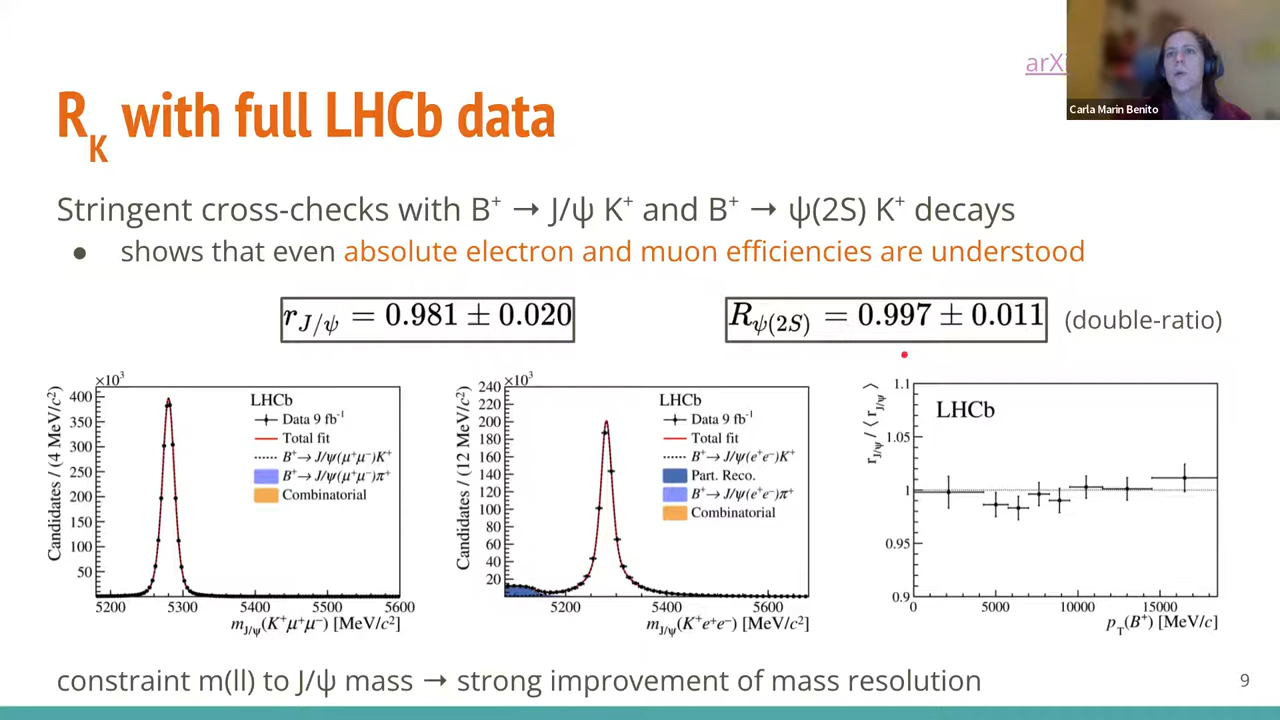 arXi
Carla Marin Benito
R_K with full LHCb data
Stringent cross-checks with B⁺ → J/ψ K⁺ and B⁺ → ψ(2S) K⁺ decays
● shows that even absolute electron and muon efficiencies are understood
r_{J/ψ} = 0.981 ± 0.020
R_{ψ(2S)} = 0.997 ± 0.011
(double-ratio)
×10³
Candidates / (4 MeV/c²)
400
350
300
250
200
150
100
50
LHCb
Data 9 fb⁻¹
Total fit
B⁺→ J/ψ(μ⁺μ⁻)K⁺
B⁺→ J/ψ(μ⁺μ⁻)π⁺
Combinatorial
5200 5300 5400 5500 5600
m_{J/ψ}(K⁺μ⁺μ⁻) [MeV/c²]
×10³
Candidates / (12 MeV/c²)
240
220
200
180
160
140
120
100
80
60
40
20
LHCb
Data 9 fb⁻¹
Total fit
B⁺→ J/ψ(e⁺e⁻)K⁺
Part. Reco.
B⁺→ J/ψ(e⁺e⁻)π⁺
Combinatorial
5200 5400 5600
m_{J/ψ}(K⁺e⁺e⁻) [MeV/c²]
r_{J/ψ} / ⟨r_{J/ψ}⟩
1.1
1.05
1
0.95
0.9
LHCb
0 5000 10000 15000
p_T(B⁺) [MeV/c]
constraint m(ll) to J/ψ mass → strong improvement of mass resolution
9